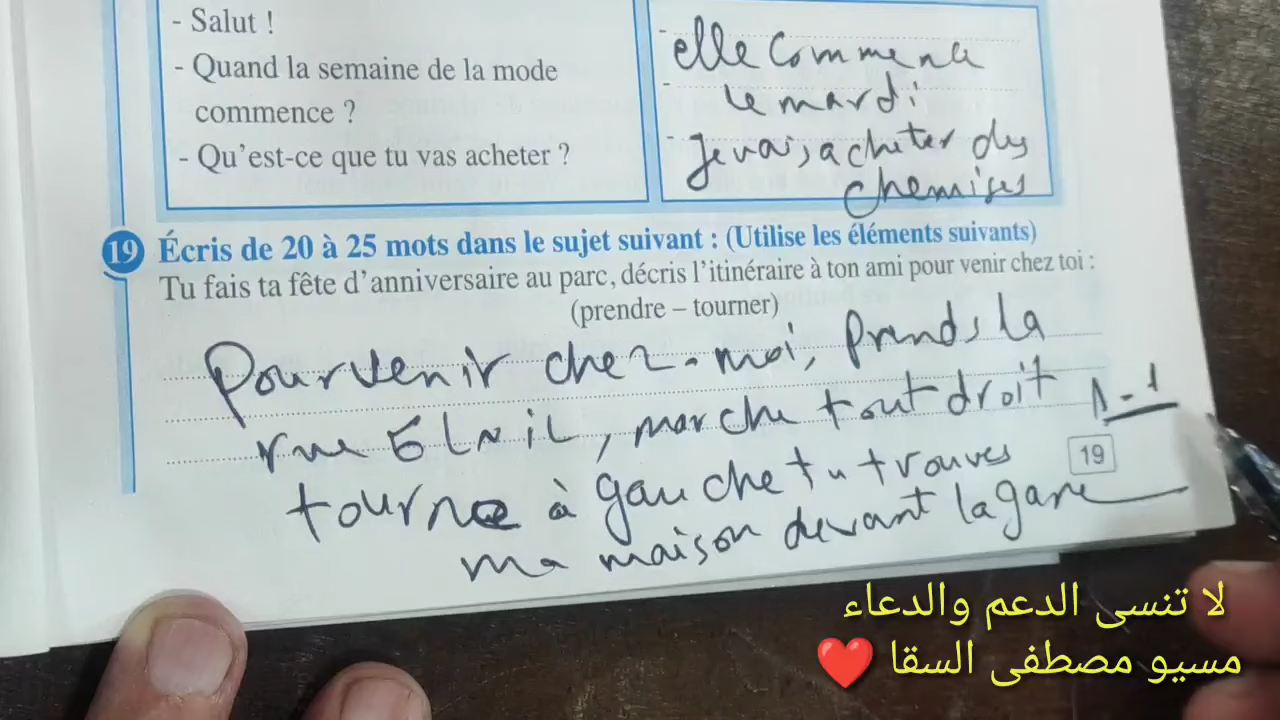 - Salut !
- Quand la semaine de la mode
commence ?
- Qu'est-ce que tu vas acheter ?
- elle commence
- le mardi
- Je vais acheter des
chemises
19 Écris de 20 à 25 mots dans le sujet suivant : (Utilise les éléments suivants)
Tu fais ta fête d'anniversaire au parc, décris l'itinéraire à ton ami pour venir chez toi :
(prendre – tourner)
Pour venir chez-moi, prends la
rue El Nil, marche tout droit
tourne à gauche tu trouves
ma maison devant la gare
19
لا تنسى الدعم والدعاء
مسيو مصطفى السقا ❤️